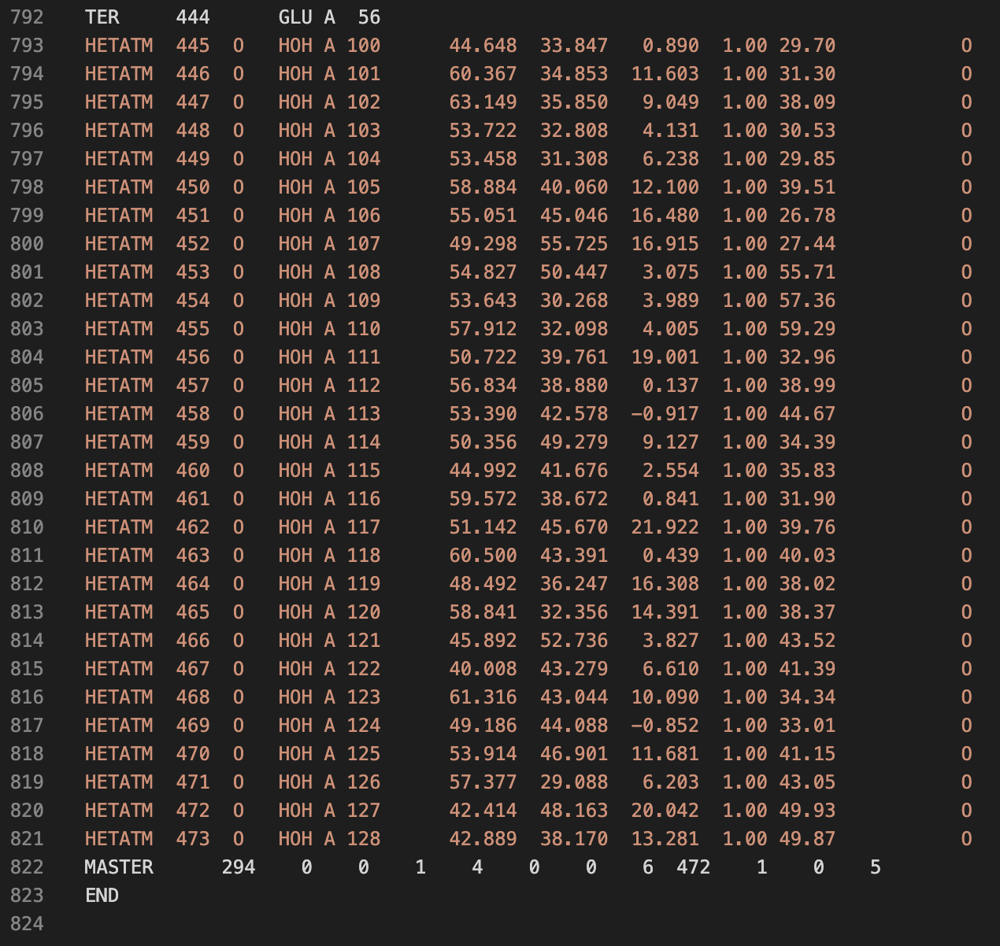 792 TER 444 GLU A 56
793 HETATM 445 O HOH A 100 44.648 33.847 0.890 1.00 29.70 O
794 HETATM 446 O HOH A 101 60.367 34.853 11.603 1.00 31.30 O
795 HETATM 447 O HOH A 102 63.149 35.850 9.049 1.00 38.09 O
796 HETATM 448 O HOH A 103 53.722 32.808 4.131 1.00 30.53 O
797 HETATM 449 O HOH A 104 53.458 31.308 6.238 1.00 29.85 O
798 HETATM 450 O HOH A 105 58.884 40.060 12.100 1.00 39.51 O
799 HETATM 451 O HOH A 106 55.051 45.046 16.480 1.00 26.78 O
800 HETATM 452 O HOH A 107 49.298 55.725 16.915 1.00 27.44 O
801 HETATM 453 O HOH A 108 54.827 50.447 3.075 1.00 55.71 O
802 HETATM 454 O HOH A 109 53.643 30.268 3.989 1.00 57.36 O
803 HETATM 455 O HOH A 110 57.912 32.098 4.005 1.00 59.29 O
804 HETATM 456 O HOH A 111 50.722 39.761 19.001 1.00 32.96 O
805 HETATM 457 O HOH A 112 56.834 38.880 0.137 1.00 38.99 O
806 HETATM 458 O HOH A 113 53.390 42.578 -0.917 1.00 44.67 O
807 HETATM 459 O HOH A 114 50.356 49.279 9.127 1.00 34.39 O
808 HETATM 460 O HOH A 115 44.992 41.676 2.554 1.00 35.83 O
809 HETATM 461 O HOH A 116 59.572 38.672 0.841 1.00 31.90 O
810 HETATM 462 O HOH A 117 51.142 45.670 21.922 1.00 39.76 O
811 HETATM 463 O HOH A 118 60.500 43.391 0.439 1.00 40.03 O
812 HETATM 464 O HOH A 119 48.492 36.247 16.308 1.00 38.02 O
813 HETATM 465 O HOH A 120 58.841 32.356 14.391 1.00 38.37 O
814 HETATM 466 O HOH A 121 45.892 52.736 3.827 1.00 43.52 O
815 HETATM 467 O HOH A 122 40.008 43.279 6.610 1.00 41.39 O
816 HETATM 468 O HOH A 123 61.316 43.044 10.090 1.00 34.34 O
817 HETATM 469 O HOH A 124 49.186 44.088 -0.852 1.00 33.01 O
818 HETATM 470 O HOH A 125 53.914 46.901 11.681 1.00 41.15 O
819 HETATM 471 O HOH A 126 57.377 29.088 6.203 1.00 43.05 O
820 HETATM 472 O HOH A 127 42.414 48.163 20.042 1.00 49.93 O
821 HETATM 473 O HOH A 128 42.889 38.170 13.281 1.00 49.87 O
822 MASTER 294 0 0 1 4 0 0 6 472 1 0 5
823 END
824